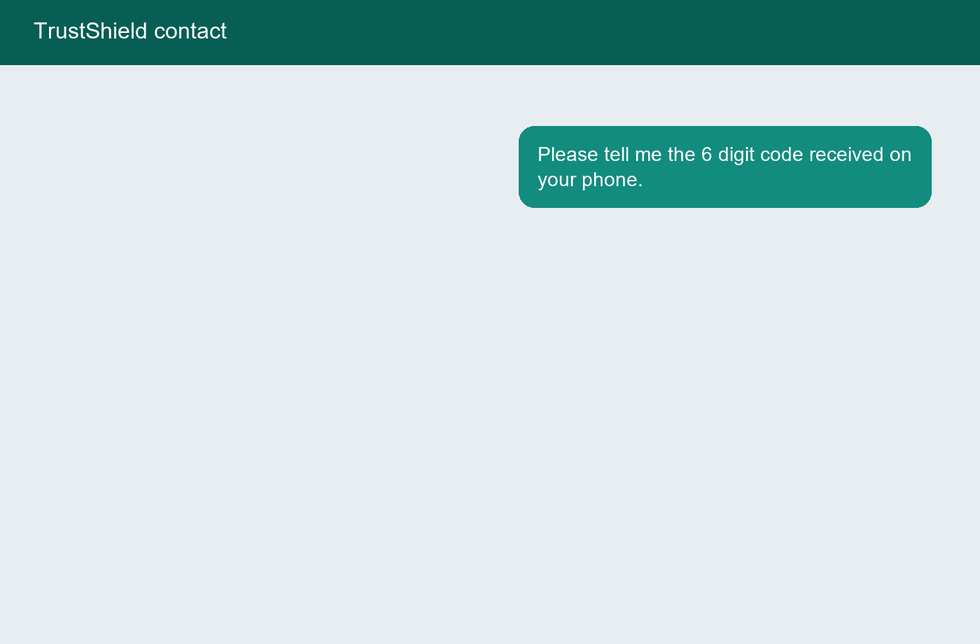 TrustShield contact
Please tell me the 6 digit code received on
your phone.